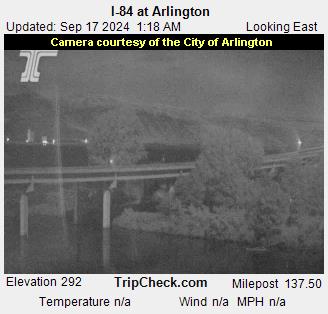 I-84 at Arlington
Updated: Sep 17 2024 1:18 AM Looking East
Camera courtesy of the City of Arlington
Elevation 292 TripCheck.com Milepost 137.50
Temperature n/a Wind n/a MPH n/a